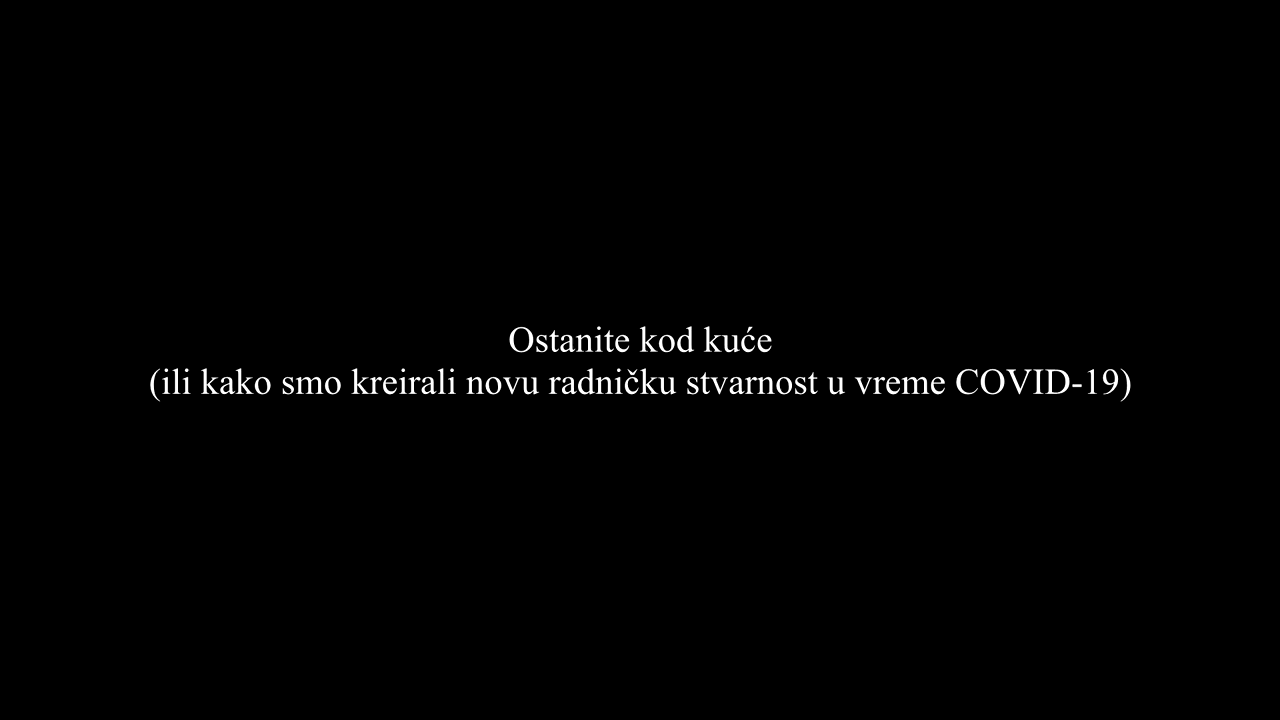 Ostanite kod kuće
(ili kako smo kreirali novu radničku stvarnost u vreme COVID-19)